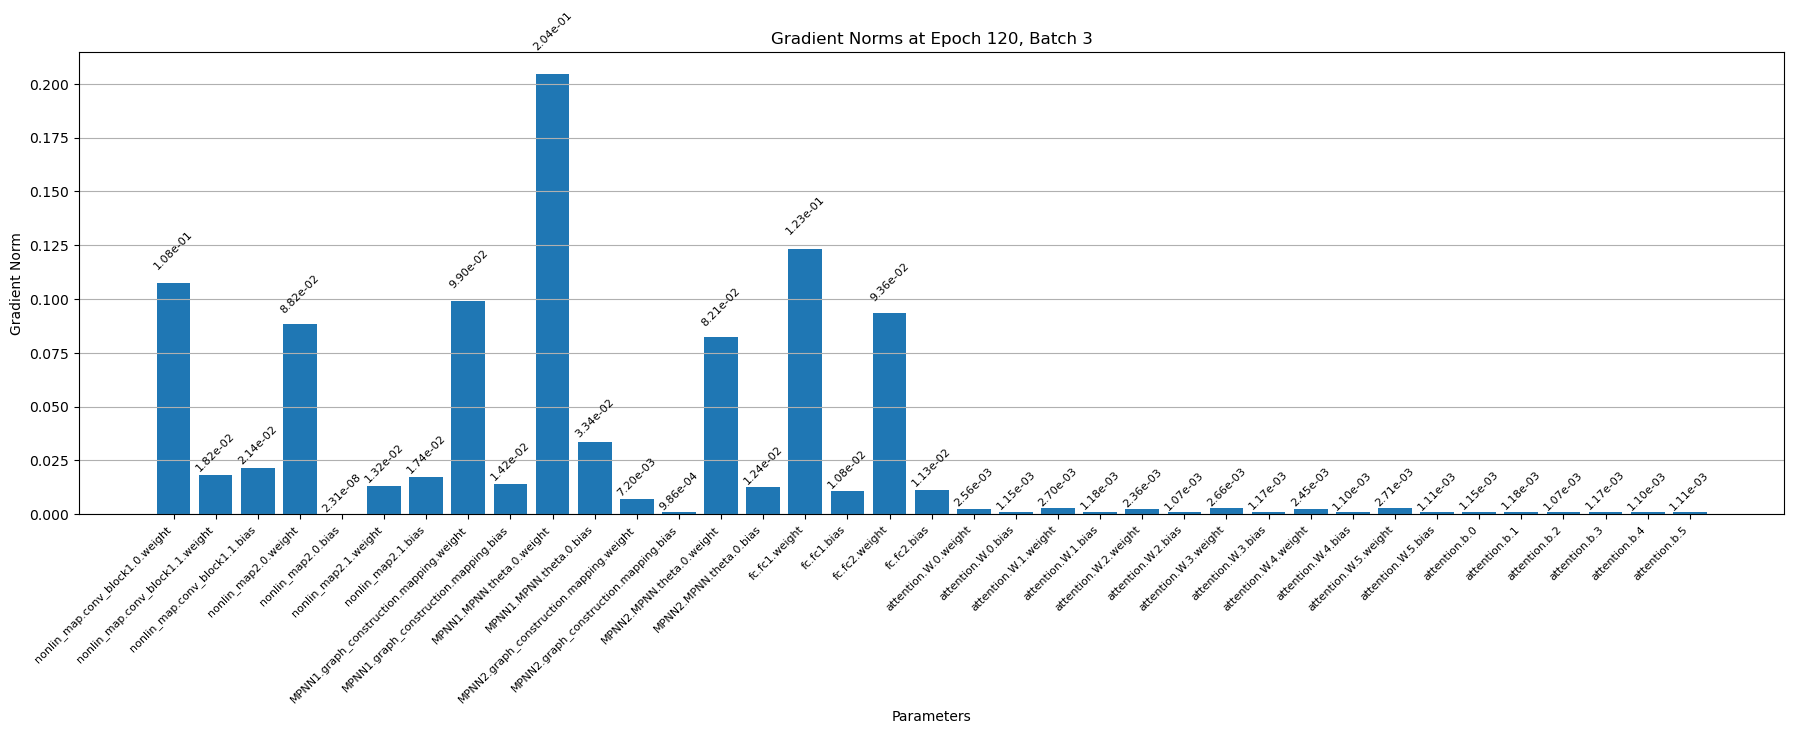 Gradient Norms at Epoch 120, Batch 3
Gradient Norm
0.200
0.175
0.150
0.125
0.100
0.075
0.050
0.025
0.000
1.08e-01
1.82e-02
2.14e-02
8.82e-02
2.31e-08
1.32e-02
1.74e-02
9.90e-02
1.42e-02
2.04e-01
3.34e-02
7.20e-03
9.86e-04
8.21e-02
1.24e-02
1.23e-01
1.08e-02
9.36e-02
1.13e-02
2.56e-03
1.15e-03
2.70e-03
1.18e-03
2.36e-03
1.07e-03
2.66e-03
1.17e-03
2.45e-03
1.10e-03
2.71e-03
1.11e-03
1.15e-03
1.18e-03
1.07e-03
1.17e-03
1.10e-03
1.11e-03
nonlin_map.conv_block1.0.weight
nonlin_map.conv_block1.1.weight
nonlin_map.conv_block1.1.bias
nonlin_map2.0.weight
nonlin_map2.0.bias
nonlin_map2.1.weight
nonlin_map2.1.bias
MPNN1.graph_construction.mapping.weight
MPNN1.graph_construction.mapping.bias
MPNN1.MPNN.theta.0.weight
MPNN1.MPNN.theta.0.bias
MPNN2.graph_construction.mapping.weight
MPNN2.graph_construction.mapping.bias
MPNN2.MPNN.theta.0.weight
MPNN2.MPNN.theta.0.bias
fc.fc1.weight
fc.fc1.bias
fc.fc2.weight
fc.fc2.bias
attention.W.0.weight
attention.W.0.bias
attention.W.1.weight
attention.W.1.bias
attention.W.2.weight
attention.W.2.bias
attention.W.3.weight
attention.W.3.bias
attention.W.4.weight
attention.W.4.bias
attention.W.5.weight
attention.W.5.bias
attention.b.0
attention.b.1
attention.b.2
attention.b.3
attention.b.4
attention.b.5
Parameters